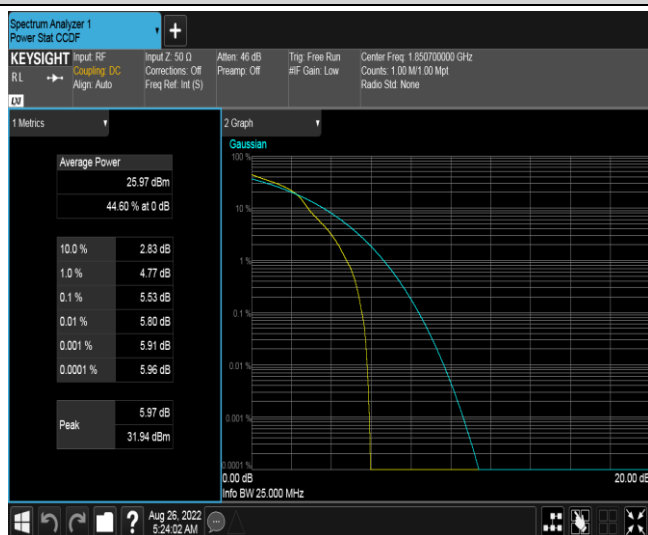 Spectrum Analyzer 1
Power Stat CCDF
KEYSIGHT
RL
LXI
Input: RF
Coupling: DC
Align: Auto
Input Z: 50 Ω
Corrections: Off
Freq Ref: Int (S)
Atten: 46 dB
Preamp: Off
Trig: Free Run
#IF Gain: Low
Center Freq: 1.850700000 GHz
Counts: 1.00 M/1.00 Mpt
Radio Std: None
1 Metrics
Average Power
25.97 dBm
44.60 % at 0 dB
10.0 % 2.83 dB
1.0 % 4.77 dB
0.1 % 5.53 dB
0.01 % 5.80 dB
0.001 % 5.91 dB
0.0001 % 5.96 dB
Peak
5.97 dB
31.94 dBm
2 Graph
Gaussian
100 %
10 %
1 %
0.1 %
0.01 %
0.001 %
0.0001 %
0.00 dB 20.00 dB
Info BW 25.000 MHz
?
Aug 26, 2022
5:24:02 AM